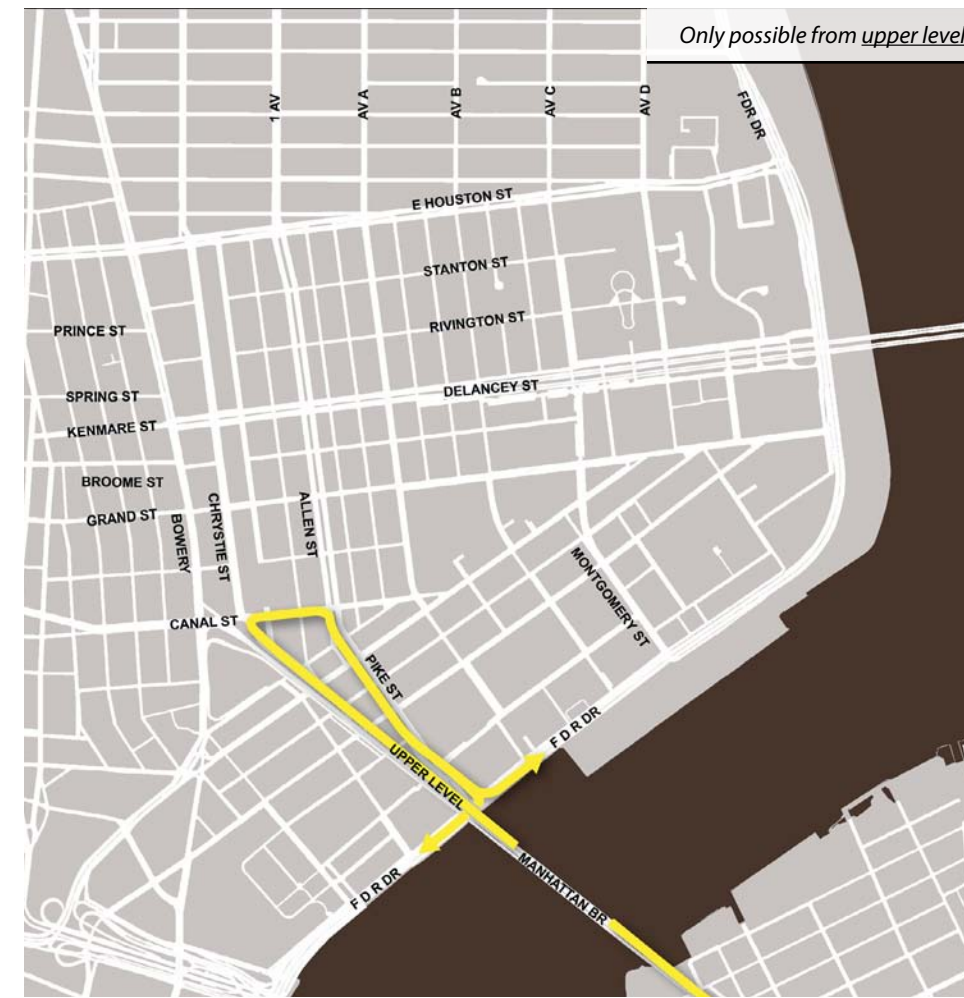 Only possible from upper level
1 AV
AV A
AV B
AV C
AV D
FDR DR
E HOUSTON ST
STANTON ST
RIVINGTON ST
PRINCE ST
DELANCEY ST
SPRING ST
KENMARE ST
BROOME ST
GRAND ST
BOWERY
CHRYSTIE ST
ALLEN ST
MONTGOMERY ST
CANAL ST
PIKE ST
F D R DR
UPPER LEVEL
MANHATTAN BR
F D R DR